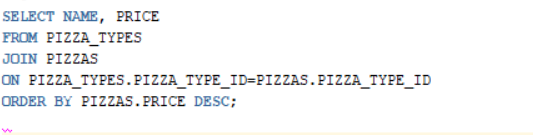 SELECT NAME, PRICE
FROM PIZZA_TYPES
JOIN PIZZAS
ON PIZZA_TYPES.PIZZA_TYPE_ID=PIZZAS.PIZZA_TYPE_ID
ORDER BY PIZZAS.PRICE DESC;